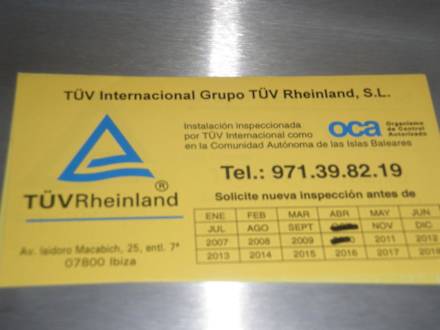 TÜV Internacional Grupo TÜV Rheinland, S.L.
Instalación inspeccionada
por TÜV Internacional como
en la Comunidad Autónoma de las Islas Baleares
oca
Organismo
de Control
Autorizado
TÜVRheinland
®
Tel.: 971.39.82.19
Solicite nueva inspección antes de
ENE FEB MAR ABR MAY JUN
JUL AGO SEPT NOV DIC
2007 2008 2009 2011 2012
2013 2014 2015 2016 2017
Av. Isidoro Macabich, 25, entl. 7ª
07800 Ibiza